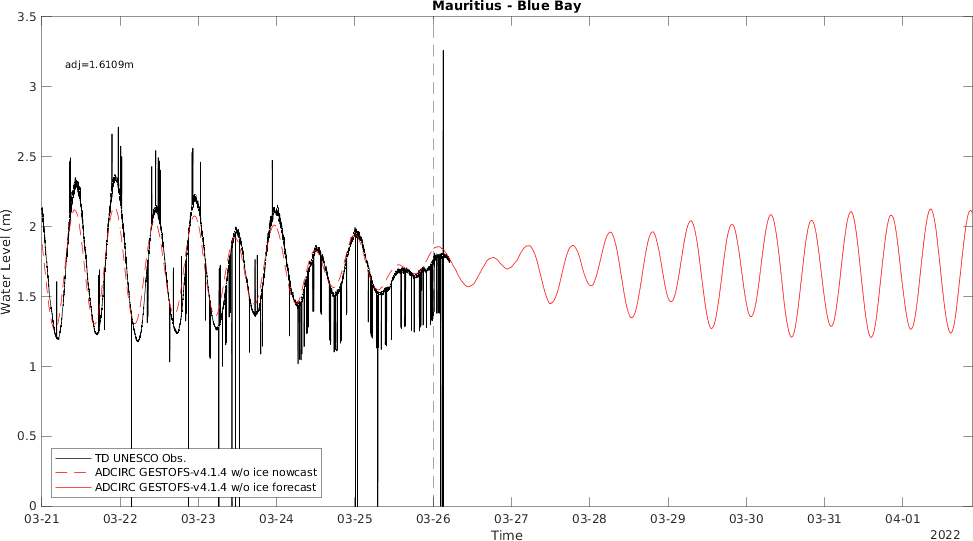 Mauritius - Blue Bay
3.5
3
2.5
2
1.5
1
0.5
0
Water Level (m)
adj=1.6109m
TD UNESCO Obs.
ADCIRC GESTOFS-v4.1.4 w/o ice nowcast
ADCIRC GESTOFS-v4.1.4 w/o ice forecast
03-21 03-22 03-23 03-24 03-25 03-26 03-27 03-28 03-29 03-30 03-31 04-01
Time
2022